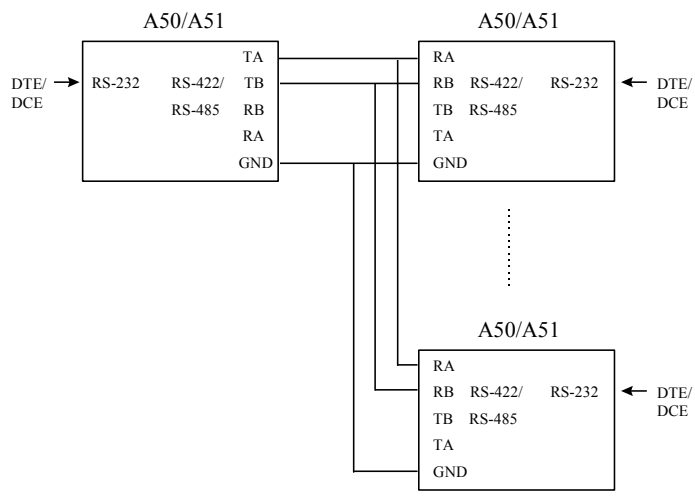 A50/A51
DTE/
DCE
RS-232
RS-422/
RS-485
TA
TB
RB
RA
GND
A50/A51
RA
RB
TB
TA
GND
RS-422/
RS-485
RS-232
DTE/
DCE
A50/A51
RA
RB
TB
TA
GND
RS-422/
RS-485
RS-232
DTE/
DCE